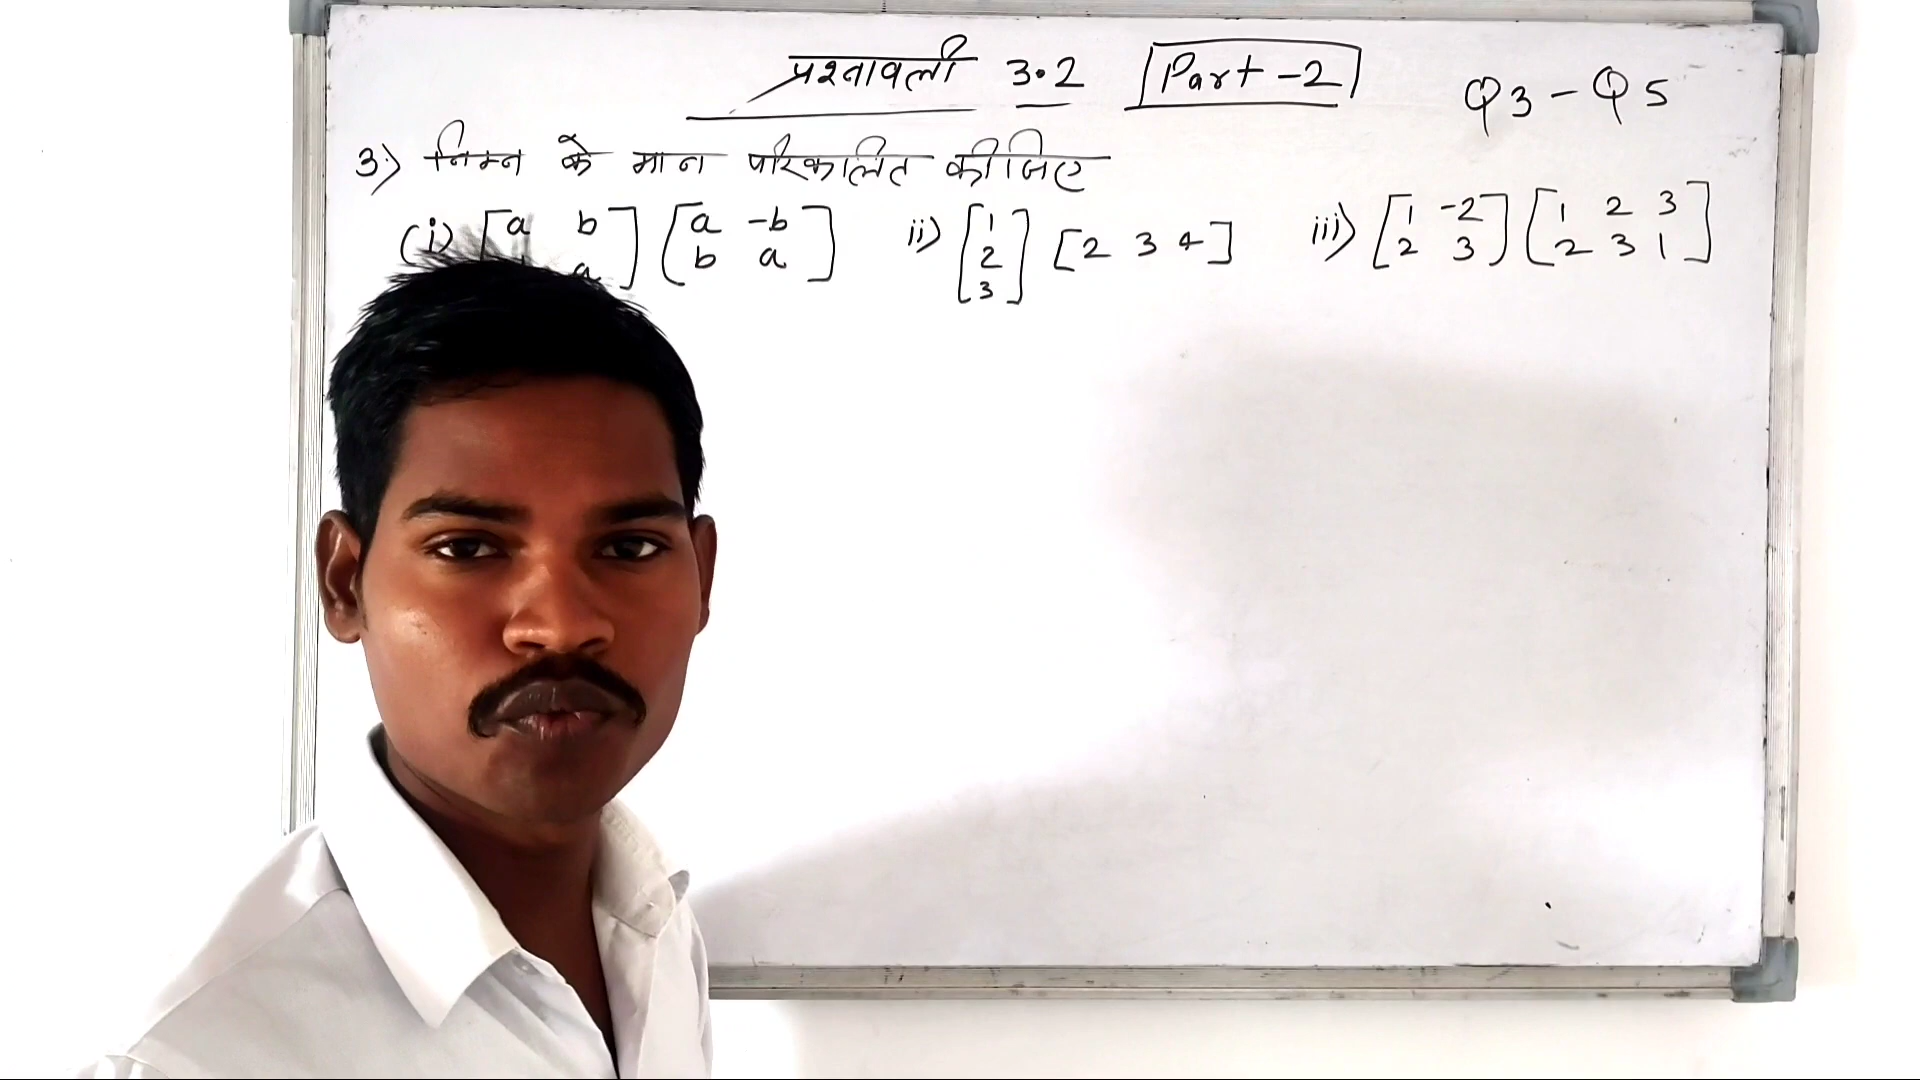 प्रश्नावली 3.2 Part-2 Q3-Q5
3) निम्न के मान परिकलित कीजिए
(i) [a b] [a -b] ii) [1] [2 3 4] iii) [1 -2] [1 2 3]
a] [b a] [2] [2 3] [2 3 1]
[3]